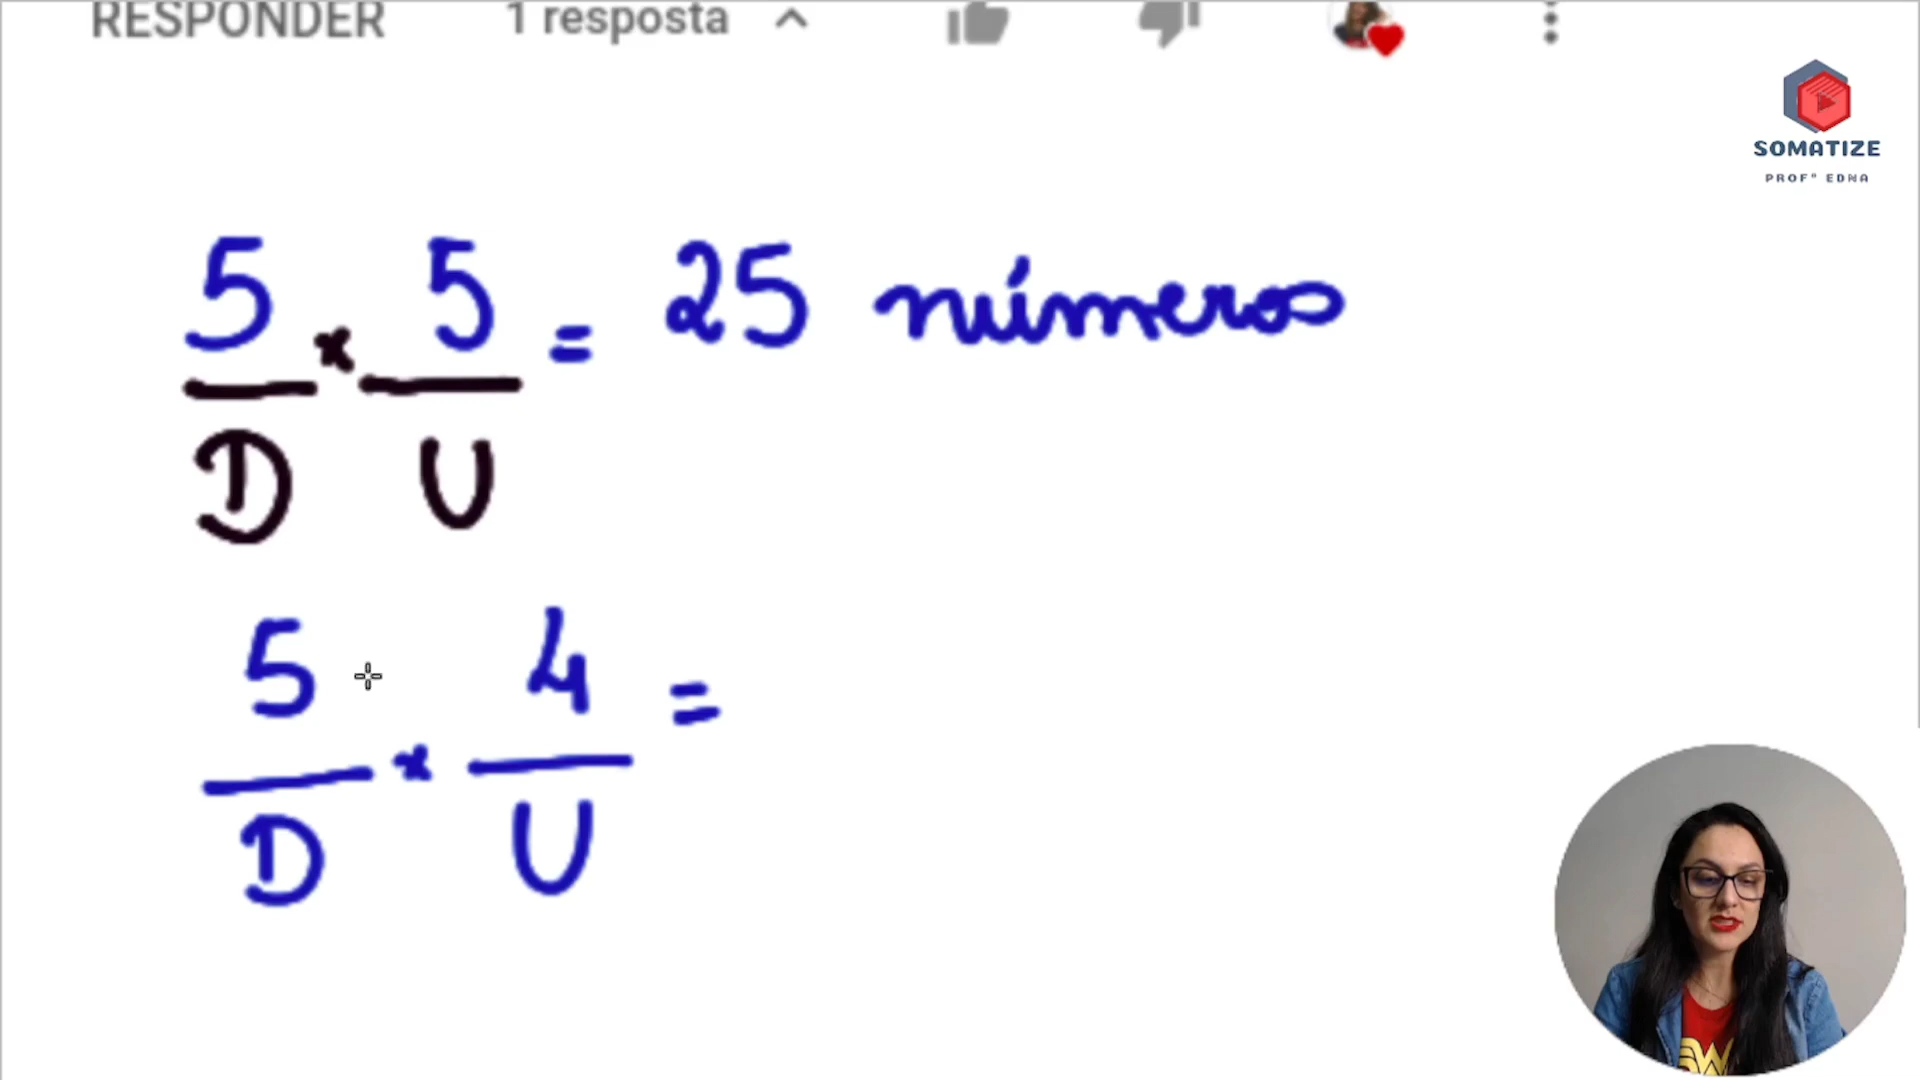 RESPONDER 1 resposta
SOMATIZE
PROFª EDNA
5 x 5 = 25 números
D U
5 x 4 =
D U
W